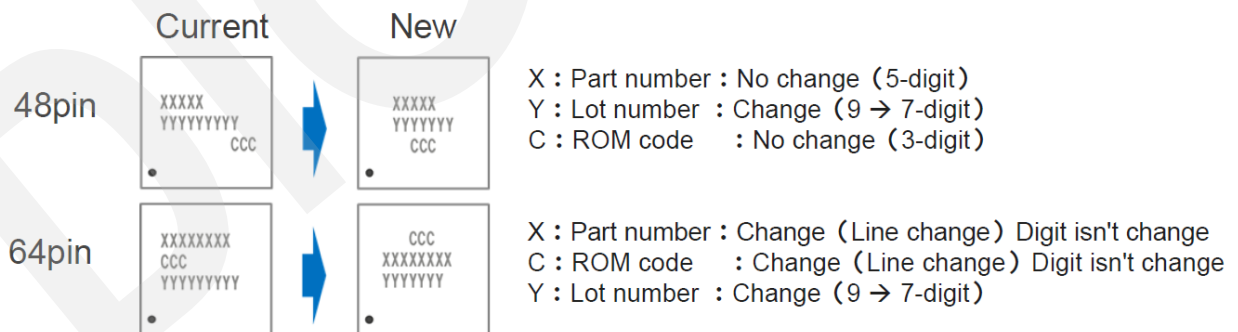 Current New
48pin
XXXXX
YYYYYYYYY
CCC
XXXXX
YYYYYYY
CCC
X : Part number : No change (5-digit)
Y : Lot number : Change (9 → 7-digit)
C : ROM code : No change (3-digit)
64pin
XXXXXXXX
CCC
YYYYYYYYY
CCC
XXXXXXXX
YYYYYYY
X : Part number : Change (Line change) Digit isn't change
C : ROM code : Change (Line change) Digit isn't change
Y : Lot number : Change (9 → 7-digit)